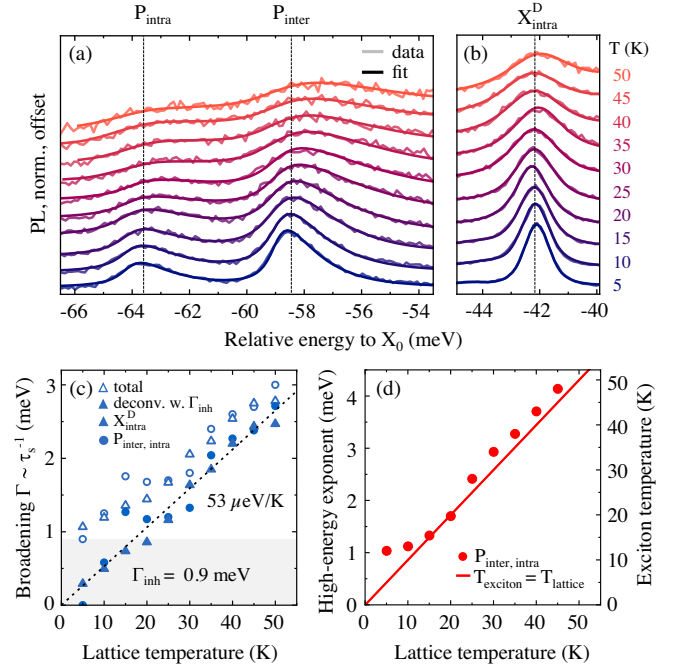 P_intra
P_inter
X^D_intra
(a)
data
fit
(b)
T (K)
50
45
40
35
30
25
20
15
10
5
PL, norm., offset
-66
-64
-62
-60
-58
-56
-54
-44
-42
-40
Relative energy to X_0 (meV)
(c)
total
deconv. w. Γ_inh
X^D_intra
P_inter, intra
53 μeV/K
Γ_inh = 0.9 meV
Broadening Γ ~ τ_s^-1 (meV)
3
2
1
0
0
10
20
30
40
50
Lattice temperature (K)
(d)
High-energy exponent (meV)
4
3
2
1
0
P_inter, intra
T_exciton = T_lattice
Exciton temperature (K)
50
40
30
20
10
0
0
10
20
30
40
50
Lattice temperature (K)